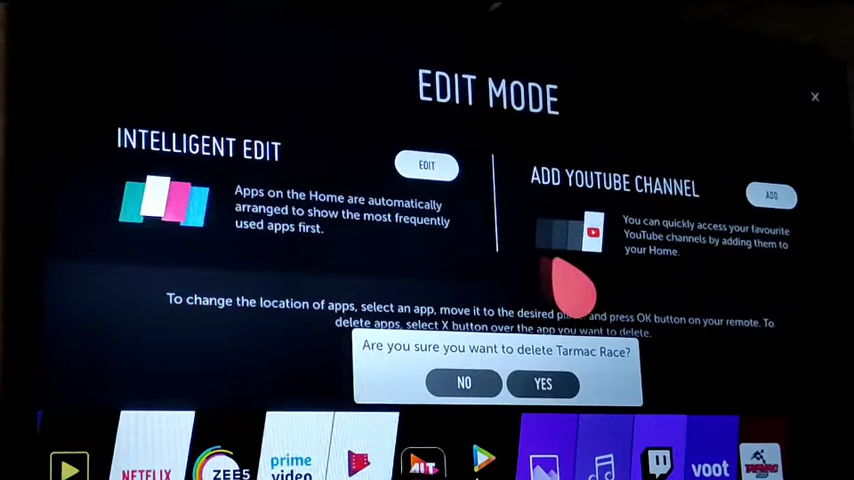 EDIT MODE
X
INTELLIGENT EDIT
EDIT
Apps on the Home are automatically
arranged to show the most frequently
used apps first.
ADD YOUTUBE CHANNEL
ADD
You can quickly access your favourite
YouTube channels by adding them to
your Home.
To change the location of apps, select an app, move it to the desired and press OK button on your remote. To
delete apps, select X button over the app you want to delete.
Are you sure you want to delete Tarmac Race?
NO
YES
NETFLIX
ZEE5
prime
video
ALT
voot